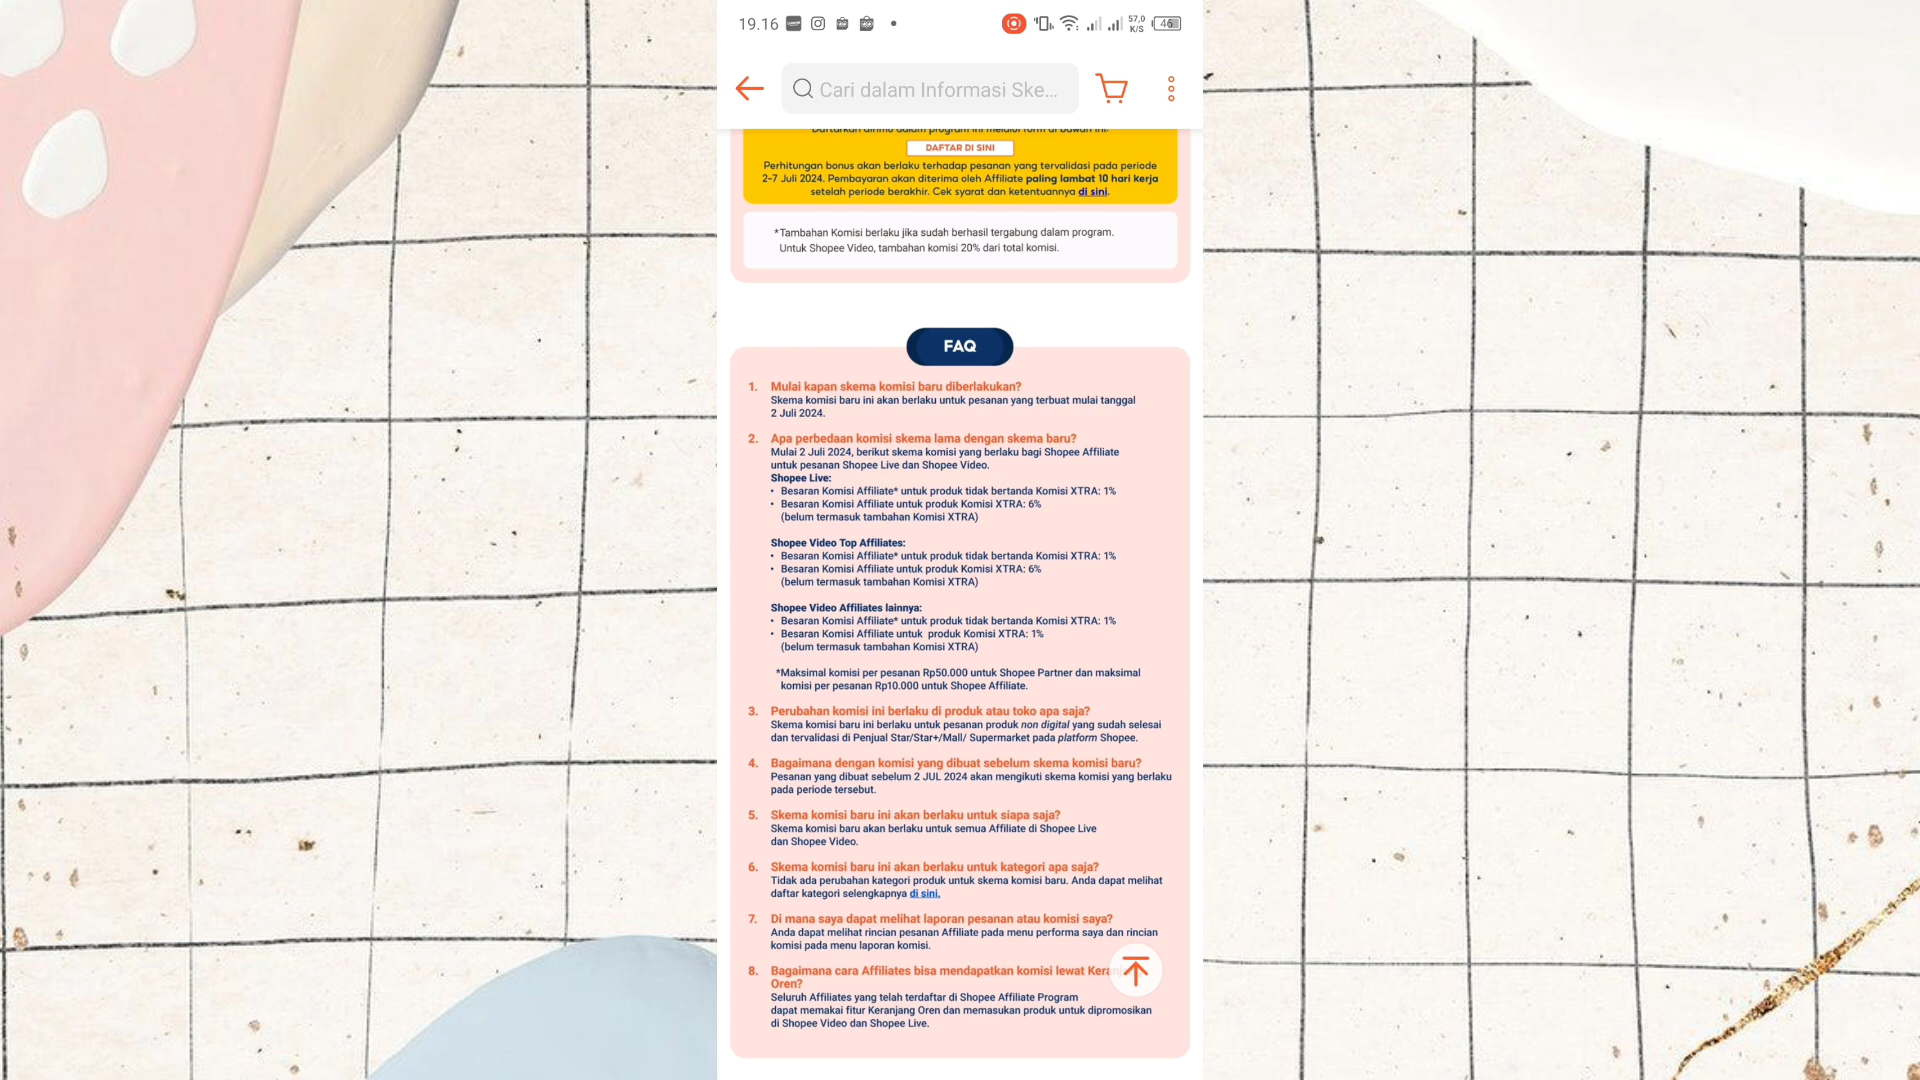 19.16
57,0
K/S
46
Cari dalam Informasi Ske...
Daftarkan dirimu dalam program ini melalui form di bawah ini.
DAFTAR DI SINI
Perhitungan bonus akan berlaku terhadap pesanan yang tervalidasi pada periode
2-7 Juli 2024. Pembayaran akan diterima oleh Affiliate paling lambat 10 hari kerja
setelah periode berakhir. Cek syarat dan ketentuannya di sini.
*Tambahan Komisi berlaku jika sudah berhasil tergabung dalam program.
Untuk Shopee Video, tambahan komisi 20% dari total komisi.
FAQ
1. Mulai kapan skema komisi baru diberlakukan?
Skema komisi baru ini akan berlaku untuk pesanan yang terbuat mulai tanggal
2 Juli 2024.
2. Apa perbedaan komisi skema lama dengan skema baru?
Mulai 2 Juli 2024, berikut skema komisi yang berlaku bagi Shopee Affiliate
untuk pesanan Shopee Live dan Shopee Video.
Shopee Live:
• Besaran Komisi Affiliate* untuk produk tidak bertanda Komisi XTRA: 1%
• Besaran Komisi Affiliate untuk produk Komisi XTRA: 6%
(belum termasuk tambahan Komisi XTRA)
Shopee Video Top Affiliates:
• Besaran Komisi Affiliate* untuk produk tidak bertanda Komisi XTRA: 1%
• Besaran Komisi Affiliate untuk produk Komisi XTRA: 6%
(belum termasuk tambahan Komisi XTRA)
Shopee Video Affiliates lainnya:
• Besaran Komisi Affiliate* untuk produk tidak bertanda Komisi XTRA: 1%
• Besaran Komisi Affiliate untuk produk Komisi XTRA: 1%
(belum termasuk tambahan Komisi XTRA)
*Maksimal komisi per pesanan Rp50.000 untuk Shopee Partner dan maksimal
komisi per pesanan Rp10.000 untuk Shopee Affiliate.
3. Perubahan komisi ini berlaku di produk atau toko apa saja?
Skema komisi baru ini berlaku untuk pesanan produk non digital yang sudah selesai
dan tervalidasi di Penjual Star/Star+/Mall/ Supermarket pada platform Shopee.
4. Bagaimana dengan komisi yang dibuat sebelum skema komisi baru?
Pesanan yang dibuat sebelum 2 JUL 2024 akan mengikuti skema komisi yang berlaku
pada periode tersebut.
5. Skema komisi baru ini akan berlaku untuk siapa saja?
Skema komisi baru akan berlaku untuk semua Affiliate di Shopee Live
dan Shopee Video.
6. Skema komisi baru ini akan berlaku untuk kategori apa saja?
Tidak ada perubahan kategori produk untuk skema komisi baru. Anda dapat melihat
daftar kategori selengkapnya di sini.
7. Di mana saya dapat melihat laporan pesanan atau komisi saya?
Anda dapat melihat rincian pesanan Affiliate pada menu performa saya dan rincian
komisi pada menu laporan komisi.
8. Bagaimana cara Affiliates bisa mendapatkan komisi lewat Keranj
Oren?
Seluruh Affiliates yang telah terdaftar di Shopee Affiliate Program
dapat memakai fitur Keranjang Oren dan memasukan produk untuk dipromosikan
di Shopee Video dan Shopee Live.